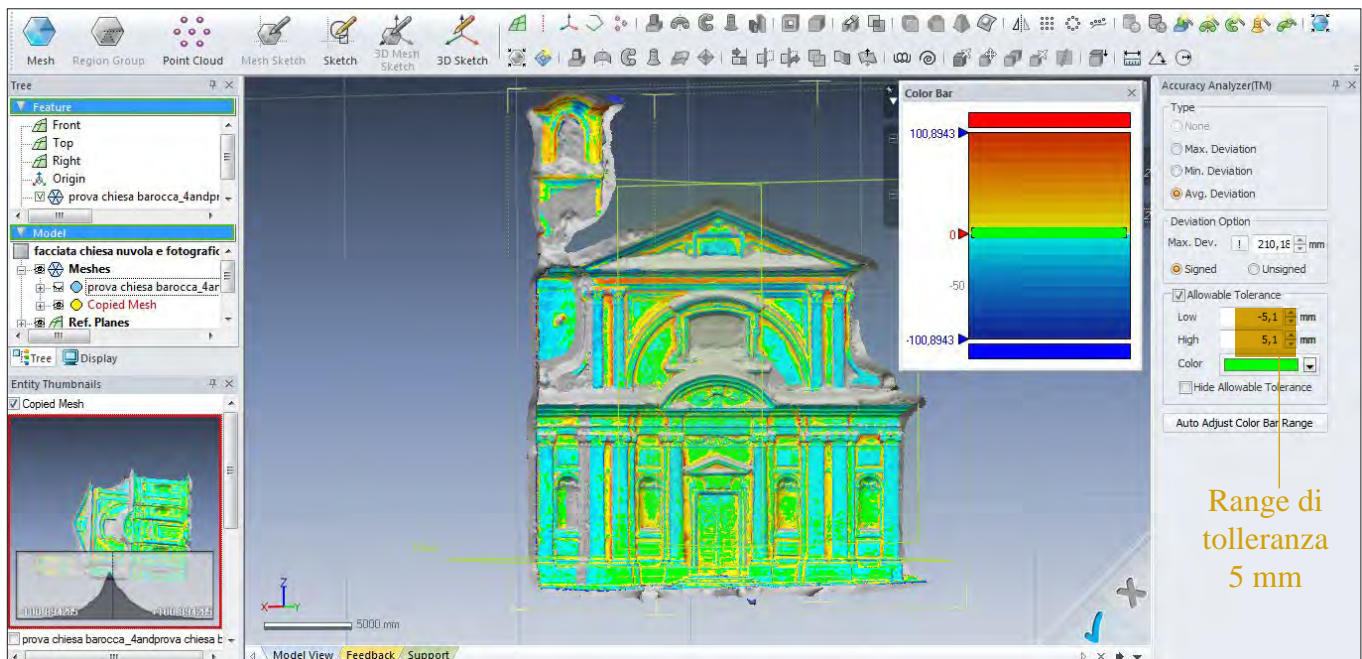 Mesh
Region Group
Point Cloud
Mesh Sketch
Sketch
3D Mesh
Sketch
3D Sketch
Tree
Feature
Front
Top
Right
Origin
prova chiesa barocca_4andpr
Model
facciata chiesa nuvola e fotografic
Meshes
prova chiesa barocca_4ar
Copied Mesh
Ref. Planes
Tree
Display
Entity Thumbnails
Copied Mesh
prova chiesa barocca_4andprova chiesa b
Z
X
Y
5000 mm
Model View
Feedback
Support
Color Bar
100,8943
0
-50
-100,8943
Accuracy Analyzer(TM)
Type
None
Max. Deviation
Min. Deviation
Avg. Deviation
Deviation Option
Max. Dev. ! 210,18 mm
Signed Unsigned
Allowable Tolerance
Low -5,1 mm
High 5,1 mm
Color
Hide Allowable Tolerance
Auto Adjust Color Bar Range
Range di
tolleranza
5 mm